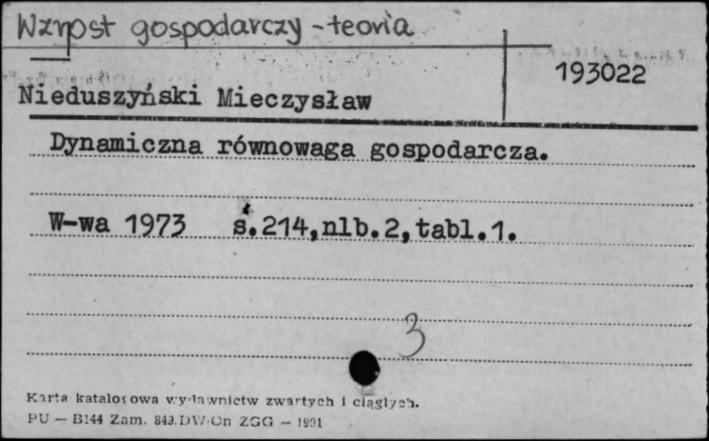 Wzrost gospodarczy - teoria
193022
Nieduszyński Mieczysław
Dynamiczna równowaga gospodarcza.
W-wa 1973 ś.214,nlb.2,tabl.1.
3
Karta katalogowa wydawnictw zwartych i ciągłych.
PU — B144 Zam. 843.DW/On ZGG — 1991